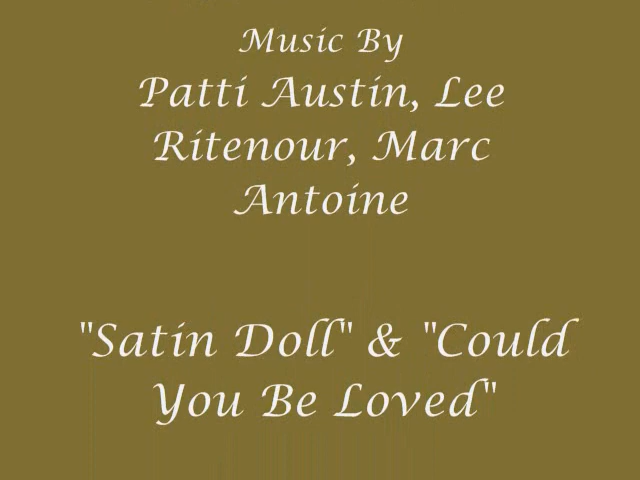 Music By
Patti Austin, Lee
Ritenour, Marc
Antoine
"Satin Doll" & "Could
You Be Loved"